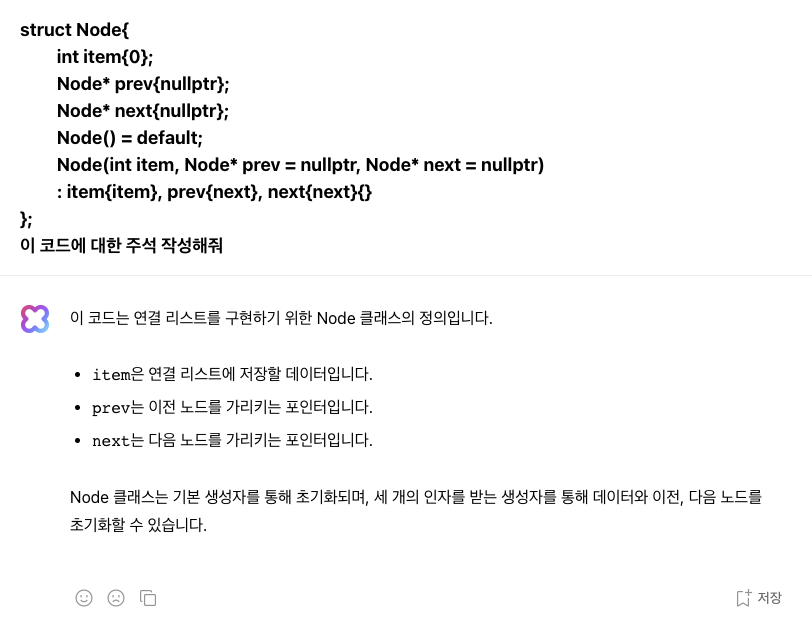 struct Node{
int item{0};
Node* prev{nullptr};
Node* next{nullptr};
Node() = default;
Node(int item, Node* prev = nullptr, Node* next = nullptr)
: item{item}, prev{next}, next{next}{}
};
이 코드에 대한 주석 작성해줘
이 코드는 연결 리스트를 구현하기 위한 Node 클래스의 정의입니다.
• item은 연결 리스트에 저장할 데이터입니다.
• prev는 이전 노드를 가리키는 포인터입니다.
• next는 다음 노드를 가리키는 포인터입니다.
Node 클래스는 기본 생성자를 통해 초기화되며, 세 개의 인자를 받는 생성자를 통해 데이터와 이전, 다음 노드를
초기화할 수 있습니다.
저장